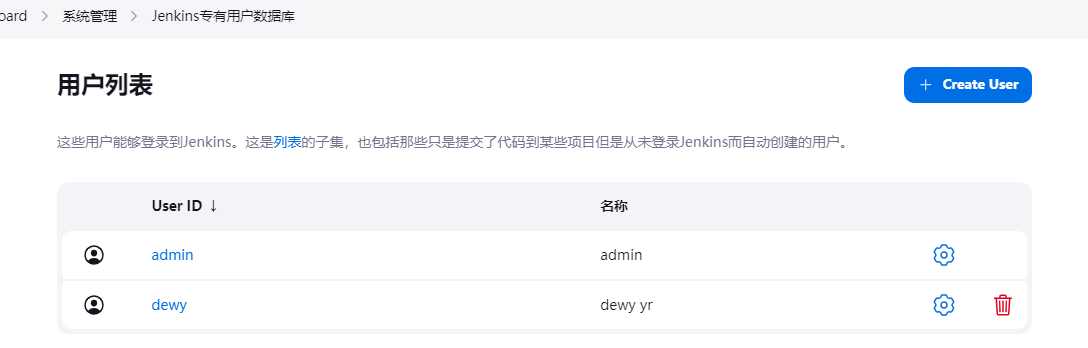 oard > 系统管理 > Jenkins专有用户数据库
用户列表
+ Create User
这些用户能够登录到Jenkins。这是列表的子集，也包括那些只是提交了代码到某些项目但是从未登录Jenkins而自动创建的用户。
User ID ↓ 名称
admin admin
dewy dewy yr